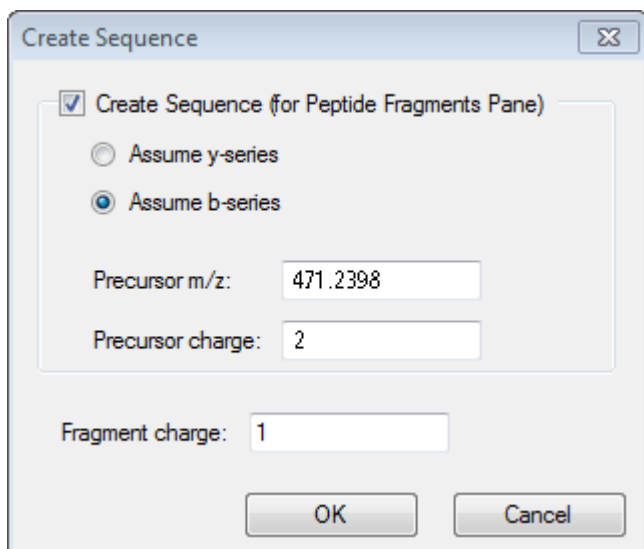 Create Sequence
Create Sequence (for Peptide Fragments Pane)
Assume y-series
Assume b-series
Precursor m/z: 471.2398
Precursor charge: 2
Fragment charge: 1
OK Cancel